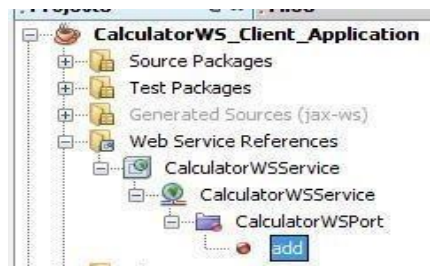 CalculatorWS_Client_Application
Source Packages
Test Packages
Generated Sources (jax-ws)
Web Service References
CalculatorWSService
CalculatorWSService
CalculatorWSPort
add